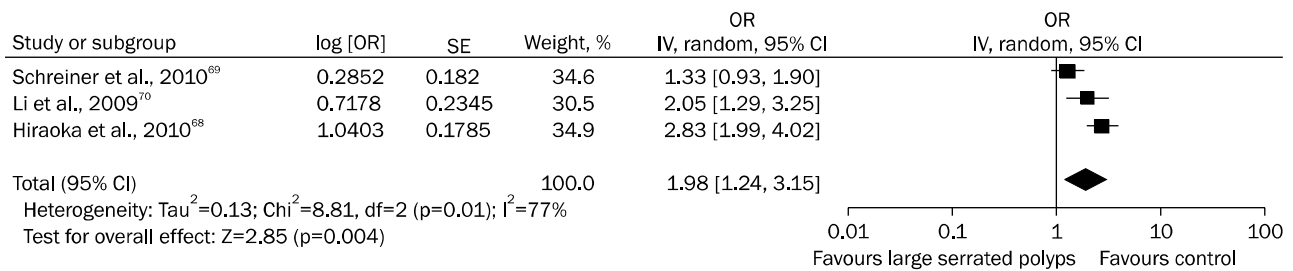 OR OR
Study or subgroup log [OR] SE Weight, % IV, random, 95% CI IV, random, 95% CI
Schreiner et al., 2010⁶⁹ 0.2852 0.182 34.6 1.33 [0.93, 1.90]
Li et al., 2009⁷⁰ 0.7178 0.2345 30.5 2.05 [1.29, 3.25]
Hiraoka et al., 2010⁶⁸ 1.0403 0.1785 34.9 2.83 [1.99, 4.02]
Total (95% CI) 100.0 1.98 [1.24, 3.15]
Heterogeneity: Tau²=0.13; Chi²=8.81, df=2 (p=0.01); I²=77%
Test for overall effect: Z=2.85 (p=0.004)
0.01 0.1 1 10 100
Favours large serrated polyps Favours control